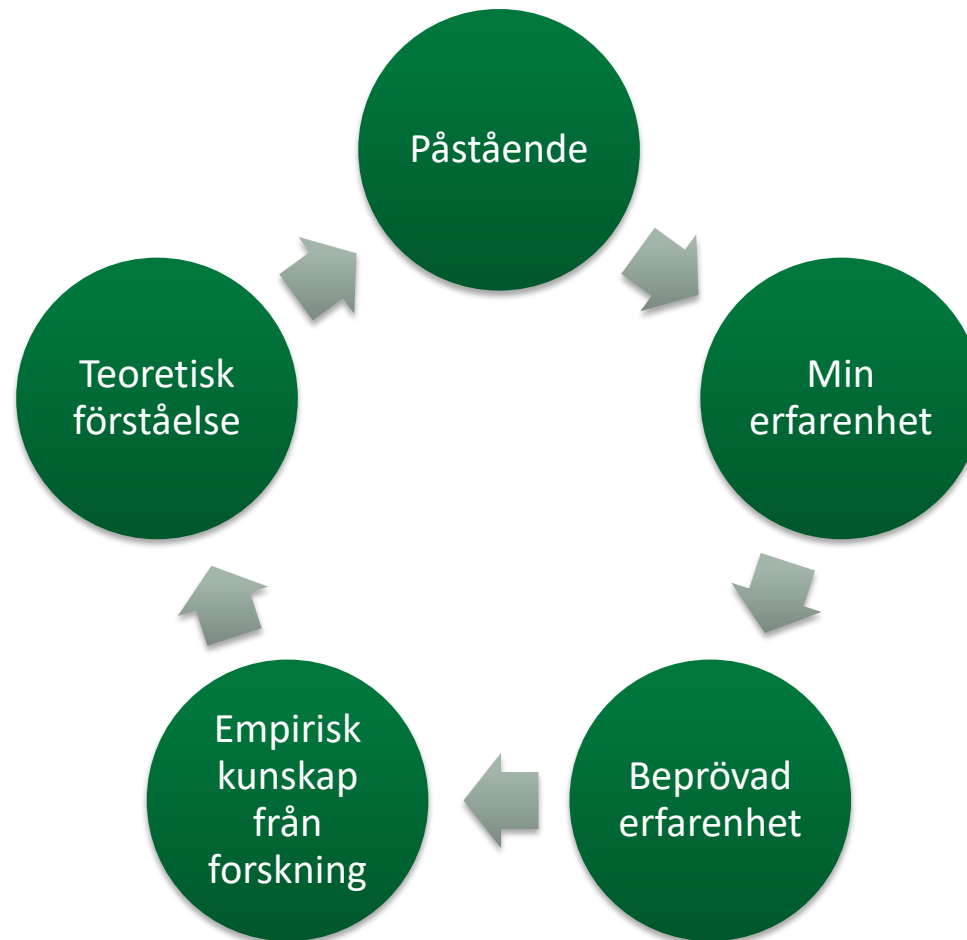 Påstående
Min
erfarenhet
Beprövad
erfarenhet
Empirisk
kunskap
från
forskning
Teoretisk
förståelse